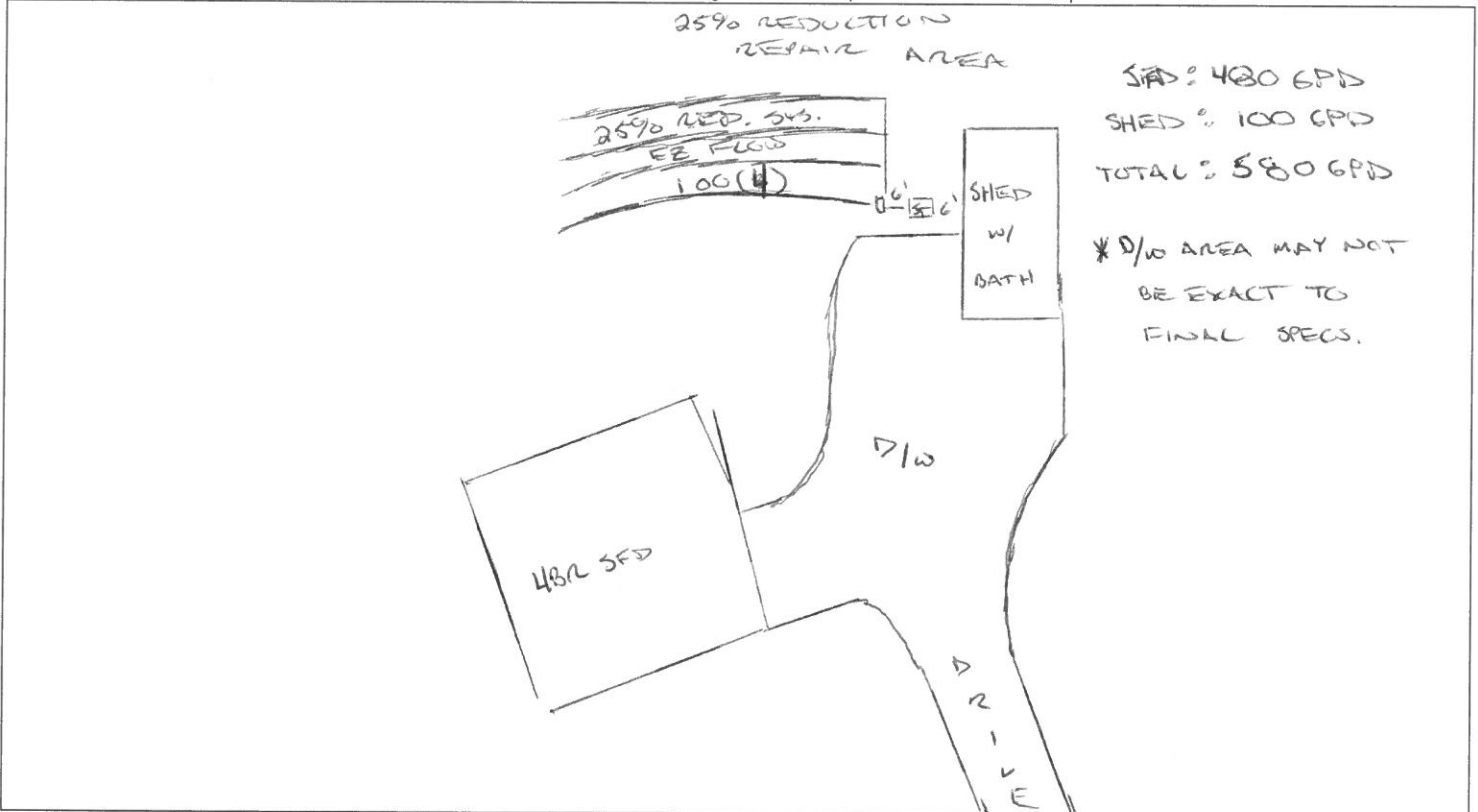 25% REDUCTION
REPAIR AREA
SFD: 480 GPD
SHED: 100 GPD
TOTAL: 580 GPD
* D/W AREA MAY NOT
BE EXACT TO
FINAL SPECS.
25% RED. SYS.
EZ FLOW
100(4)
6'
6'
SHED
W/
BATH
D/W
4BR SFD
DRIVE